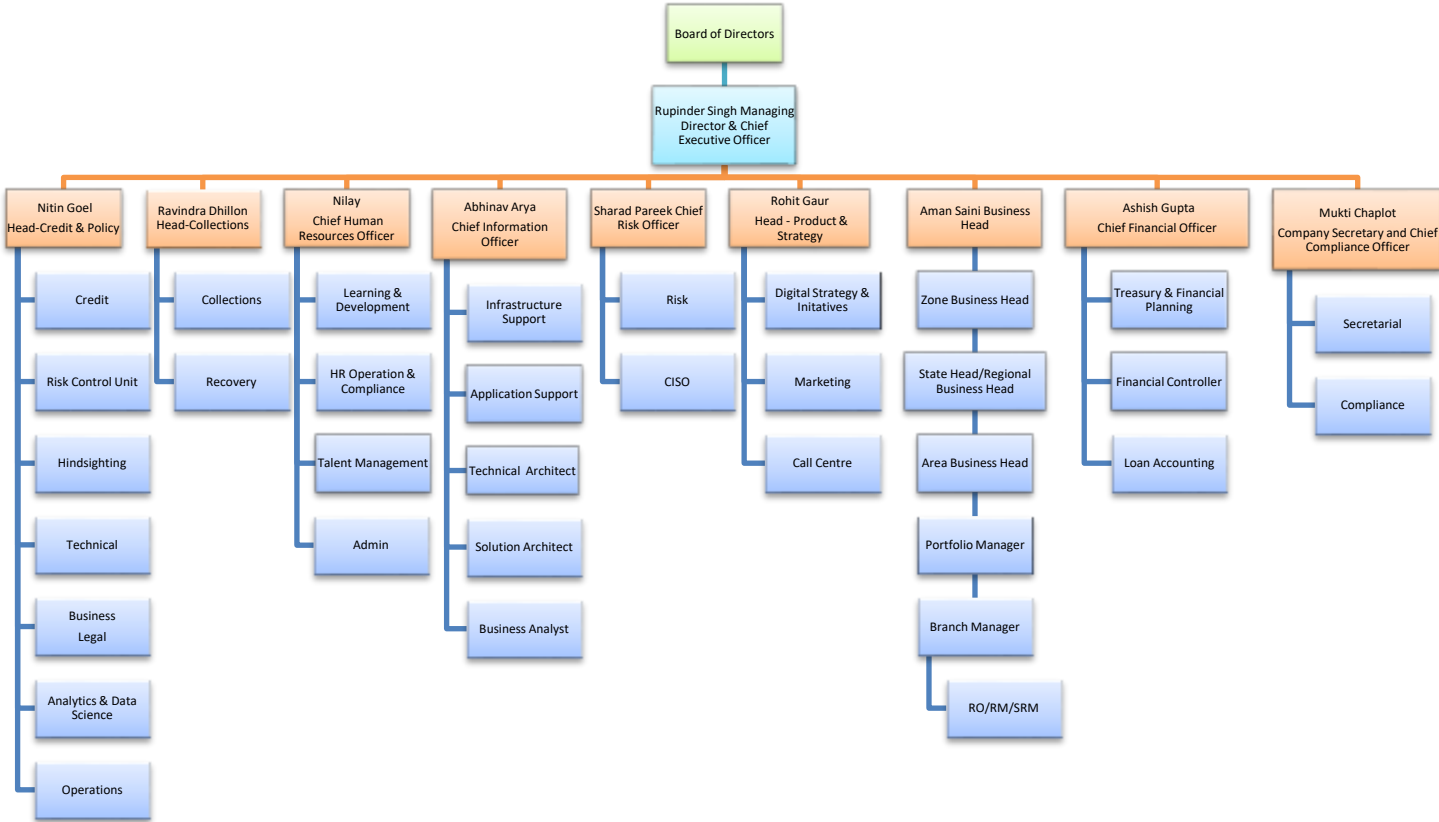 Board of Directors
Rupinder Singh Managing
Director & Chief
Executive Officer
Nitin Goel
Head-Credit & Policy
Credit
Risk Control Unit
Hindsighting
Technical
Business
Legal
Analytics & Data
Science
Operations
Ravindra Dhillon
Head-Collections
Collections
Recovery
Nilay
Chief Human
Resources Officer
Learning &
Development
HR Operation &
Compliance
Talent Management
Admin
Abhinav Arya
Chief Information
Officer
Infrastructure
Support
Application Support
Technical Architect
Solution Architect
Business Analyst
Sharad Pareek Chief
Risk Officer
Risk
CISO
Rohit Gaur
Head - Product &
Strategy
Digital Strategy &
Initatives
Marketing
Call Centre
Aman Saini Business
Head
Zone Business Head
State Head/Regional
Business Head
Area Business Head
Portfolio Manager
Branch Manager
RO/RM/SRM
Ashish Gupta
Chief Financial Officer
Treasury & Financial
Planning
Financial Controller
Loan Accounting
Mukti Chaplot
Company Secretary and Chief
Compliance Officer
Secretarial
Compliance